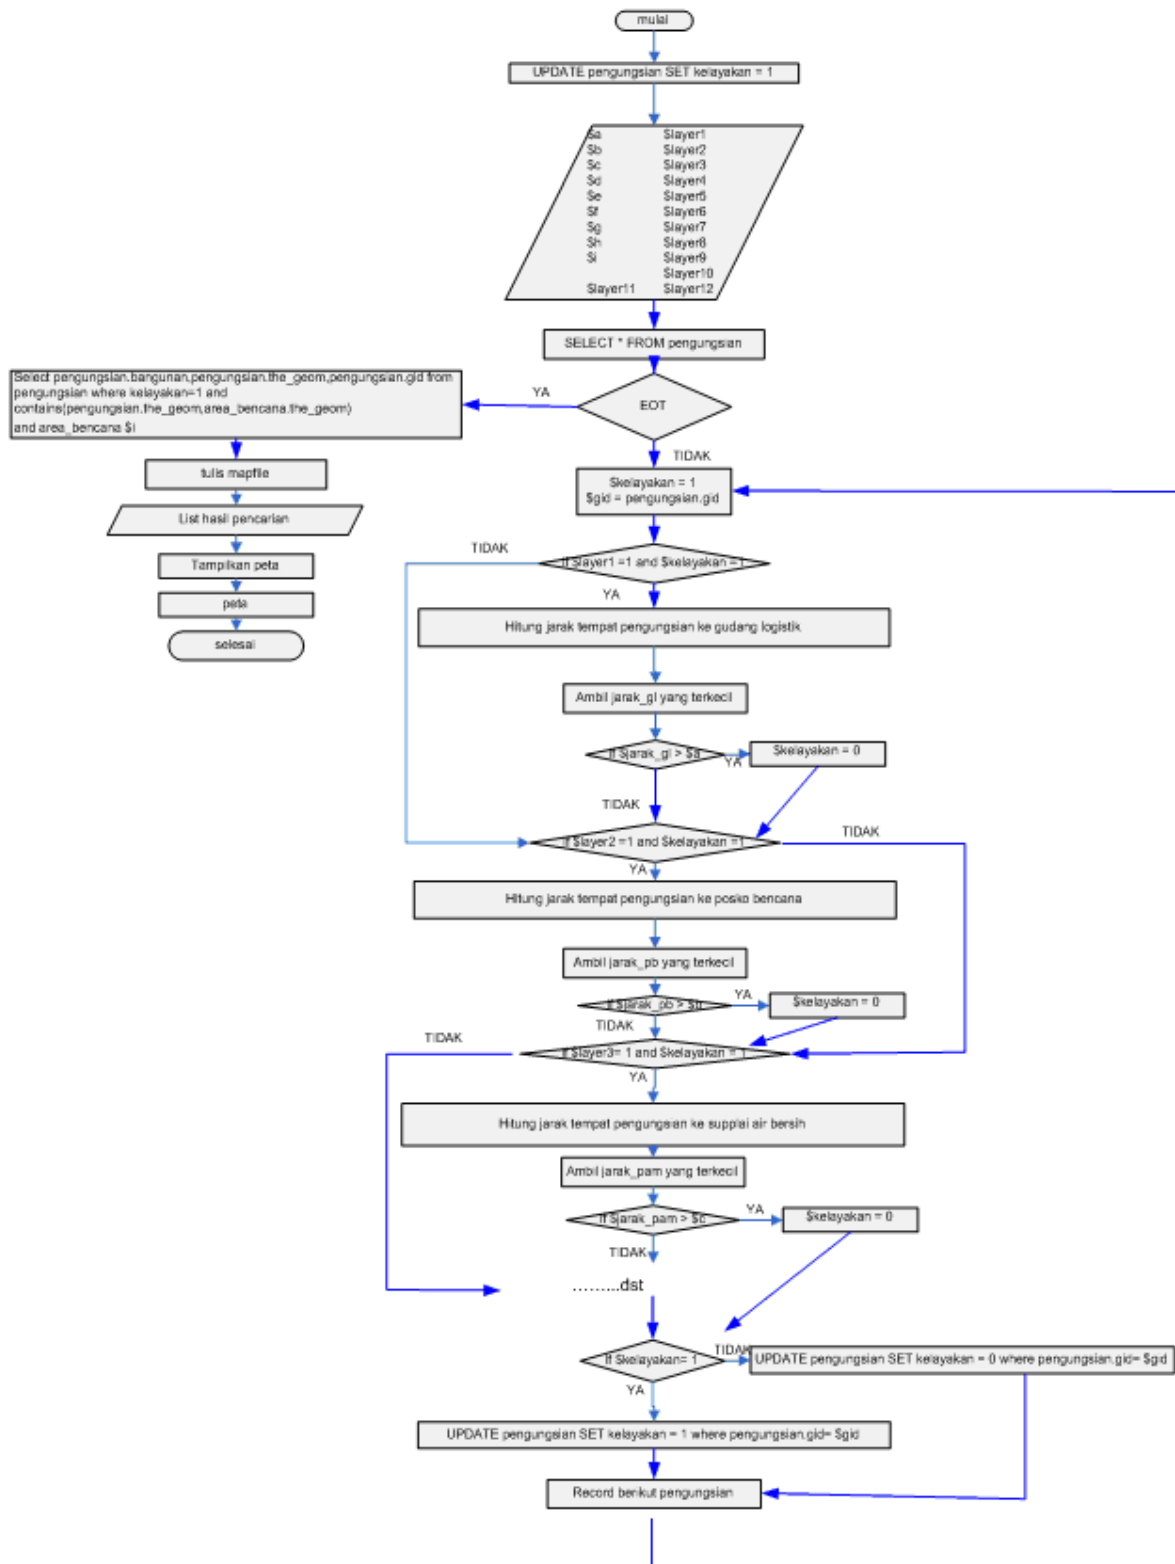 mulai
UPDATE pengungsian SET kelayakan = 1
$a $layer1
$b $layer2
$c $layer3
$d $layer4
$e $layer5
$f $layer6
$g $layer7
$h $layer8
$i $layer9
$layer10
$layer11 $layer12
SELECT * FROM pengungsian
EOT
YA
Select pengungsian.bangunan,pengungsian.the_geom,pengungsian.gid from
pengungsian where kelayakan=1 and
contains(pengungsian.the_geom,area_bencana.the_geom)
and area_bencana $i
tulis mapfile
List hasil pencarian
Tampilkan peta
peta
selesai
TIDAK
$kelayakan = 1
$gid = pengungsian.gid
TIDAK
If $layer1 =1 and $kelayakan =1
YA
Hitung jarak tempat pengungsian ke gudang logistik
Ambil jarak_gl yang terkecil
If $jarak_gl > $a
YA
$kelayakan = 0
TIDAK
If $layer2 =1 and $kelayakan =1
TIDAK
YA
Hitung jarak tempat pengungsian ke posko bencana
Ambil jarak_pb yang terkecil
If $jarak_pb > $b
YA
$kelayakan = 0
TIDAK
TIDAK
If $layer3= 1 and $kelayakan = 1
YA
Hitung jarak tempat pengungsian ke supplai air bersih
Ambil jarak_pam yang terkecil
If $jarak_pam > $c
YA
$kelayakan = 0
TIDAK
.........dst
If $kelayakan= 1
TIDAK
UPDATE pengungsian SET kelayakan = 0 where pengungsian.gid= $gid
YA
UPDATE pengungsian SET kelayakan = 1 where pengungsian.gid= $gid
Record berikut pengungsian